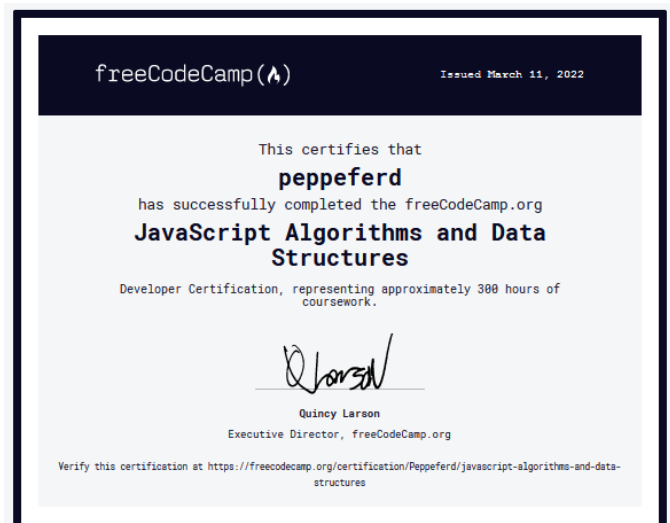 freeCodeCamp(🔥)
Issued March 11, 2022
This certifies that
peppeferd
has successfully completed the freeCodeCamp.org
JavaScript Algorithms and Data
Structures
Developer Certification, representing approximately 300 hours of
coursework.
Q Larson
Quincy Larson
Executive Director, freeCodeCamp.org
Verify this certification at https://freecodecamp.org/certification/Peppeferd/javascript-algorithms-and-data-
structures